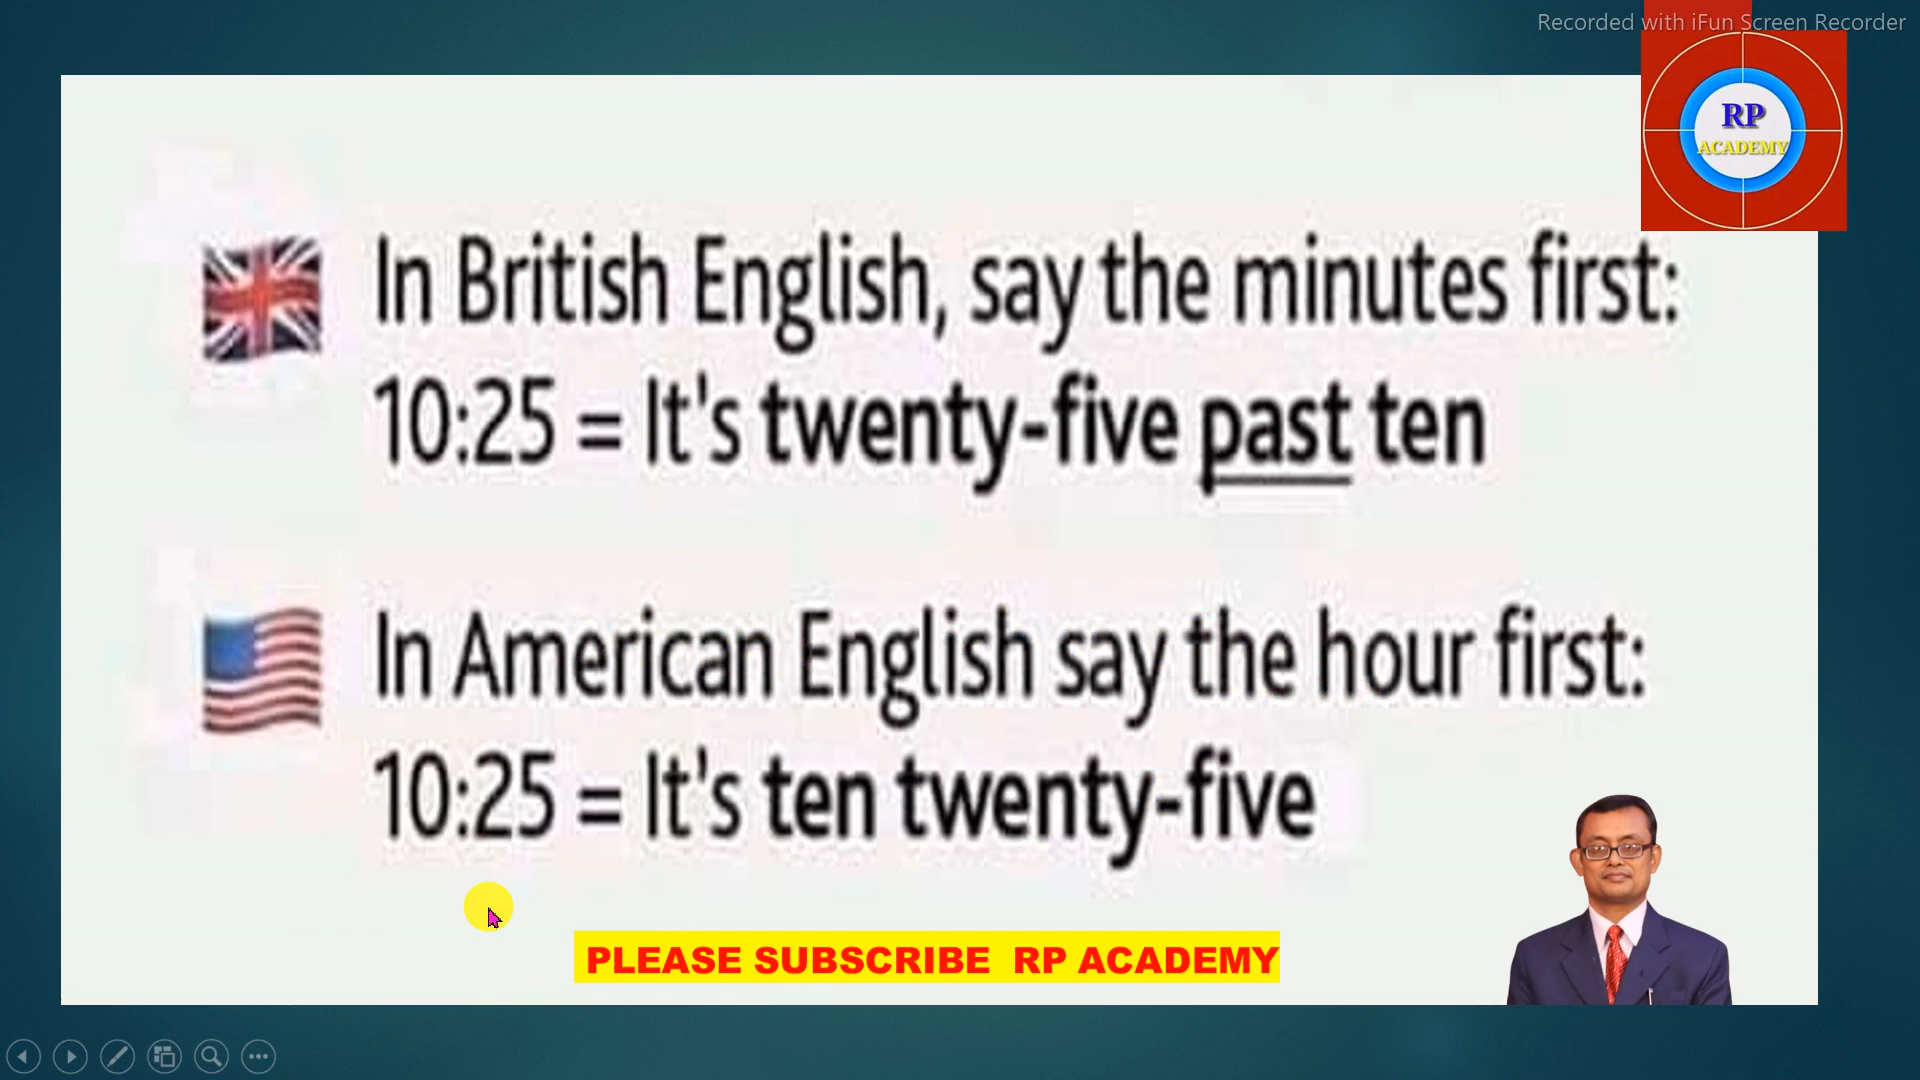 Recorded with iFun Screen Recorder
RP
ACADEMY
In British English, say the minutes first:
10:25 = It's twenty-five past ten
In American English say the hour first:
10:25 = It's ten twenty-five
PLEASE SUBSCRIBE RP ACADEMY